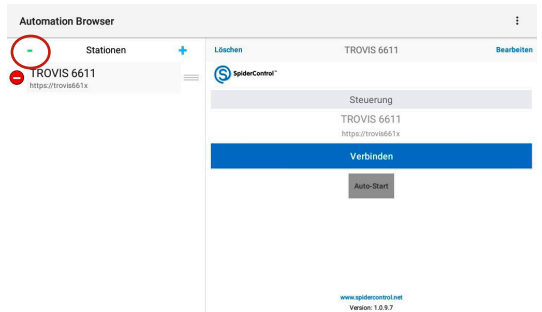 Automation Browser
- Stationen +
TROVIS 6611
https://trovis661x
Löschen TROVIS 6611 Bearbeiten
SpiderControl™
Steuerung
TROVIS 6611
https://trovis661x
Verbinden
Auto-Start
www.spidercontrol.net
Version: 1.0.9.7